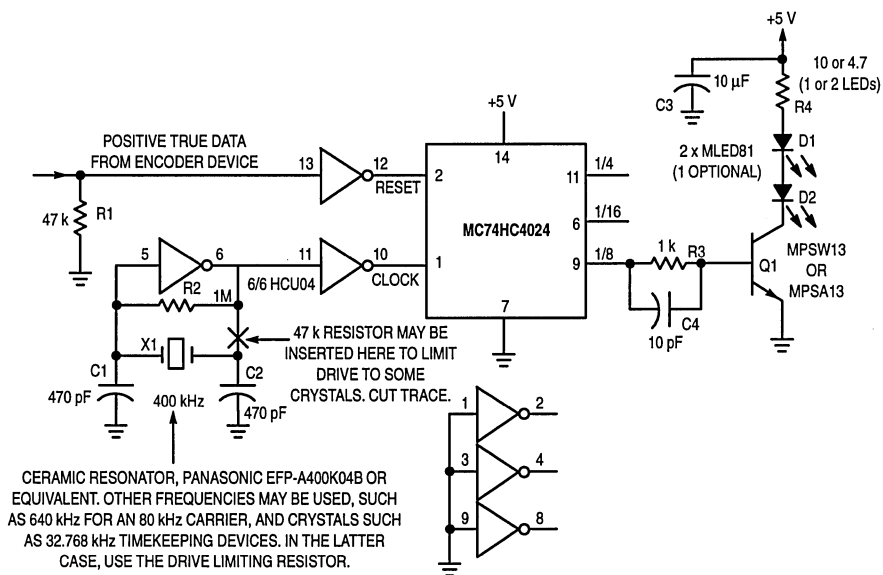 +5 V
10 or 4.7
(1 or 2 LEDs)
10 µF
C3
R4
+5 V
POSITIVE TRUE DATA
FROM ENCODER DEVICE
13
12
RESET
2
14
11
1/4
2 x MLED81
(1 OPTIONAL)
D1
D2
47 k
R1
MC74HC4024
6
1/16
9
1/8
1 k
R3
Q1
MPSW13
OR
MPSA13
5
6
11
10
CLOCK
1
6/6 HCU04
R2
1M
7
C4
10 pF
X1
47 k RESISTOR MAY BE
INSERTED HERE TO LIMIT
DRIVE TO SOME
CRYSTALS. CUT TRACE.
C1
470 pF
400 kHz
C2
470 pF
1
2
3
4
9
8
CERAMIC RESONATOR, PANASONIC EFP-A400K04B OR
EQUIVALENT. OTHER FREQUENCIES MAY BE USED, SUCH
AS 640 kHz FOR AN 80 kHz CARRIER, AND CRYSTALS SUCH
AS 32.768 kHz TIMEKEEPING DEVICES. IN THE LATTER
CASE, USE THE DRIVE LIMITING RESISTOR.